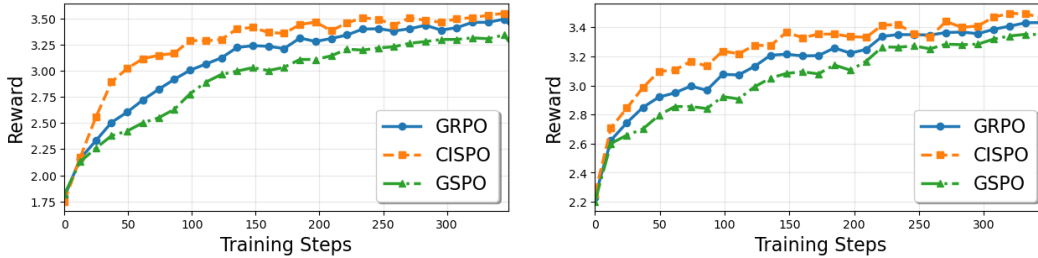 3.50
3.25
3.00
2.75
2.50
2.25
2.00
1.75
Reward
0 50 100 150 200 250 300
Training Steps
GRPO
CISPO
GSPO
3.4
3.2
3.0
2.8
2.6
2.4
2.2
Reward
0 50 100 150 200 250 300
Training Steps
GRPO
CISPO
GSPO